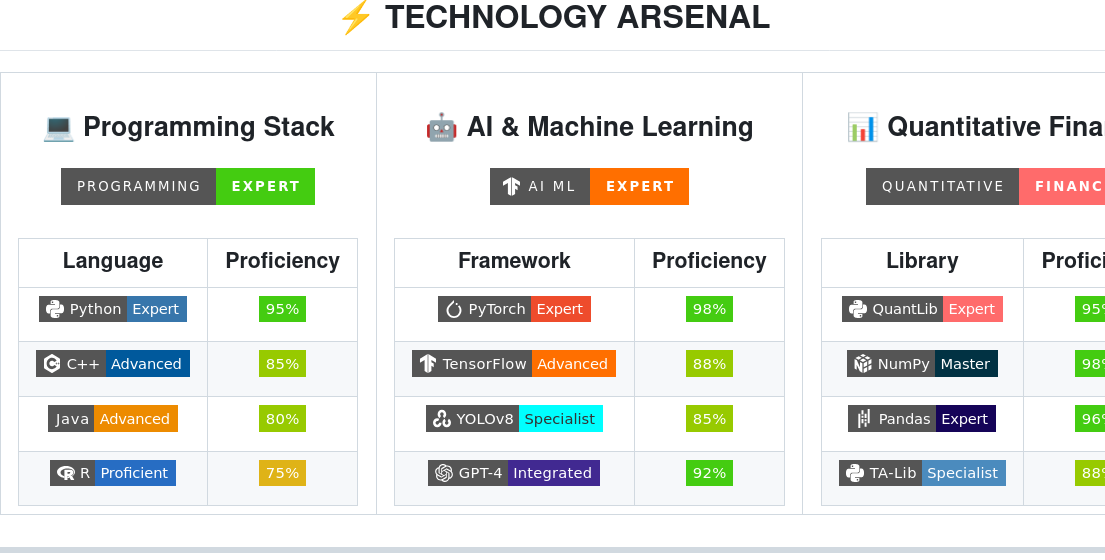 ⚡ TECHNOLOGY ARSENAL
💻 Programming Stack
PROGRAMMING EXPERT
Language Proficiency
Python Expert 95%
C++ Advanced 85%
Java Advanced 80%
R Proficient 75%
🤖 AI & Machine Learning
AI ML EXPERT
Framework Proficiency
PyTorch Expert 98%
TensorFlow Advanced 88%
YOLOv8 Specialist 85%
GPT-4 Integrated 92%
📊 Quantitative Finan
QUANTITATIVE FINANC
Library Profici
QuantLib Expert 95%
NumPy Master 98%
Pandas Expert 96%
TA-Lib Specialist 88%